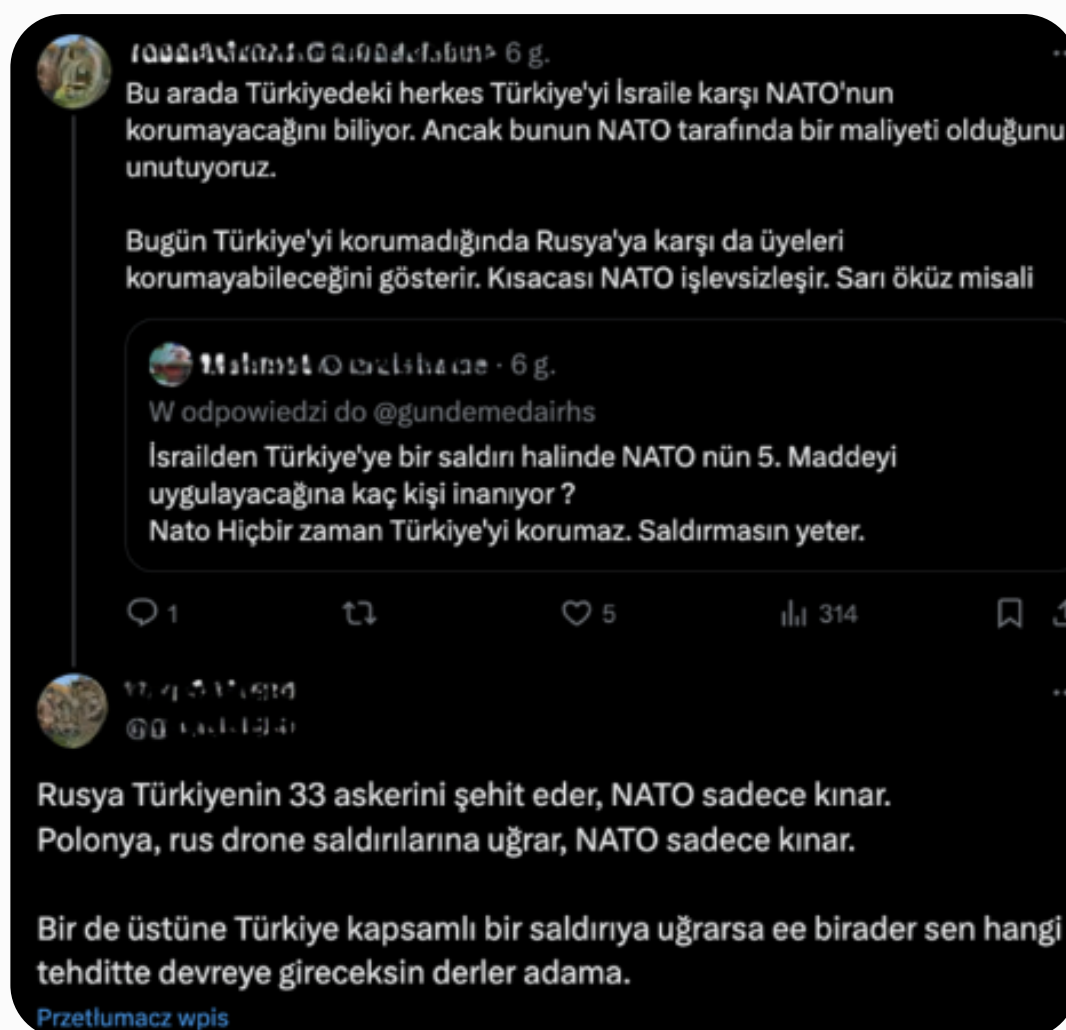 6 g.
Bu arada Türkiyedeki herkes Türkiye'yi İsraile karşı NATO'nun
korumayacağını biliyor. Ancak bunun NATO tarafında bir maliyeti olduğunu
unutuyoruz.
Bugün Türkiye'yi korumadığında Rusya'ya karşı da üyeleri
korumayabileceğini gösterir. Kısacası NATO işlevsizleşir. Sarı öküz misali
· 6 g.
W odpowiedzi do @gundemedairhs
İsrailden Türkiye'ye bir saldırı halinde NATO nün 5. Maddeyi
uygulayacağına kaç kişi inanıyor ?
Nato Hiçbir zaman Türkiye'yi korumaz. Saldırmasın yeter.
1 5 314
Rusya Türkiyenin 33 askerini şehit eder, NATO sadece kınar.
Polonya, rus drone saldırılarına uğrar, NATO sadece kınar.
Bir de üstüne Türkiye kapsamlı bir saldırıya uğrarsa ee birader sen hangi
tehditte devreye gireceksin derler adama.
Przetłumacz wpis